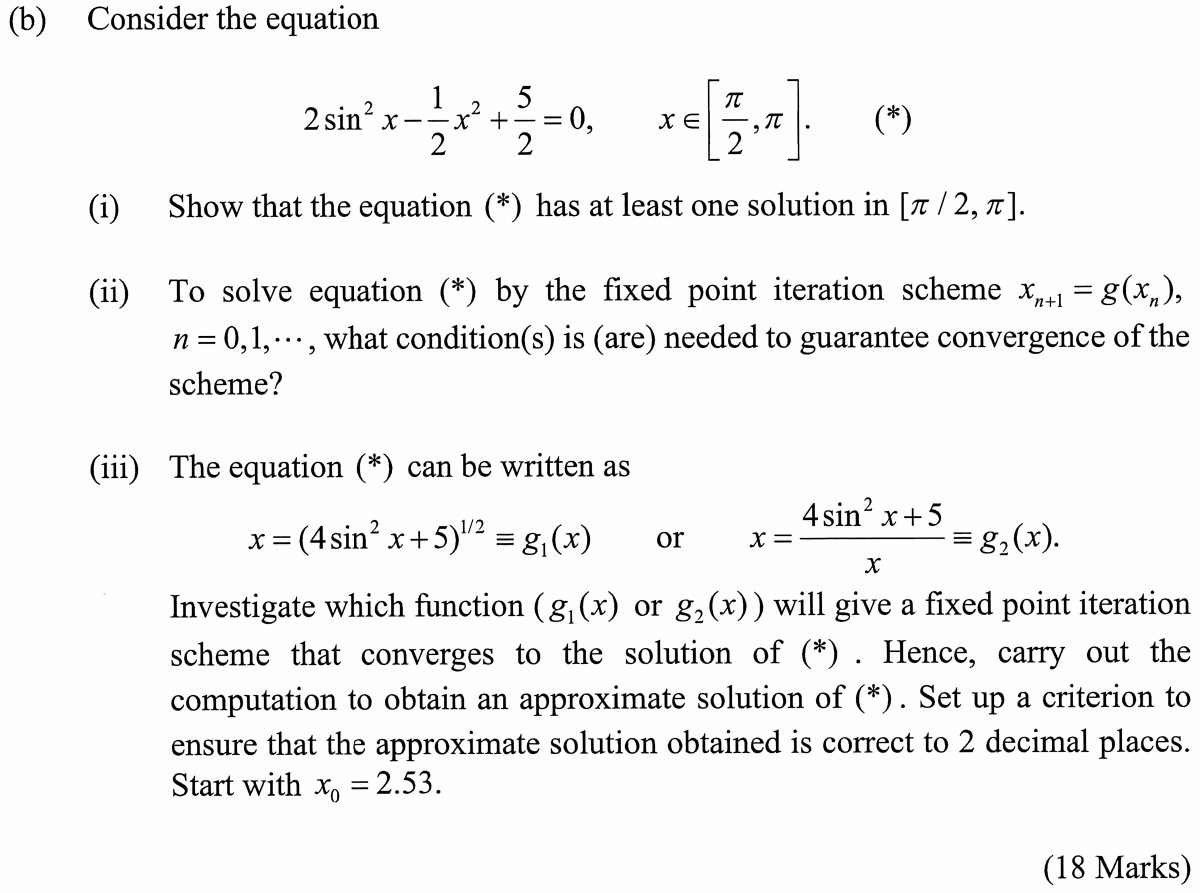 (b) Consider the equation
2 sin² x − 1/2 x² + 5/2 = 0, x ∈ [π/2, π]. (*)
(i) Show that the equation (*) has at least one solution in [π / 2, π].
(ii) To solve equation (*) by the fixed point iteration scheme xₙ₊₁ = g(xₙ),
n = 0,1,⋯, what condition(s) is (are) needed to guarantee convergence of the
scheme?
(iii) The equation (*) can be written as
x = (4 sin² x + 5)^{1/2} ≡ g₁(x) or x = (4 sin² x + 5)/x ≡ g₂(x).
Investigate which function (g₁(x) or g₂(x)) will give a fixed point iteration
scheme that converges to the solution of (*) . Hence, carry out the
computation to obtain an approximate solution of (*). Set up a criterion to
ensure that the approximate solution obtained is correct to 2 decimal places.
Start with x₀ = 2.53.
(18 Marks)